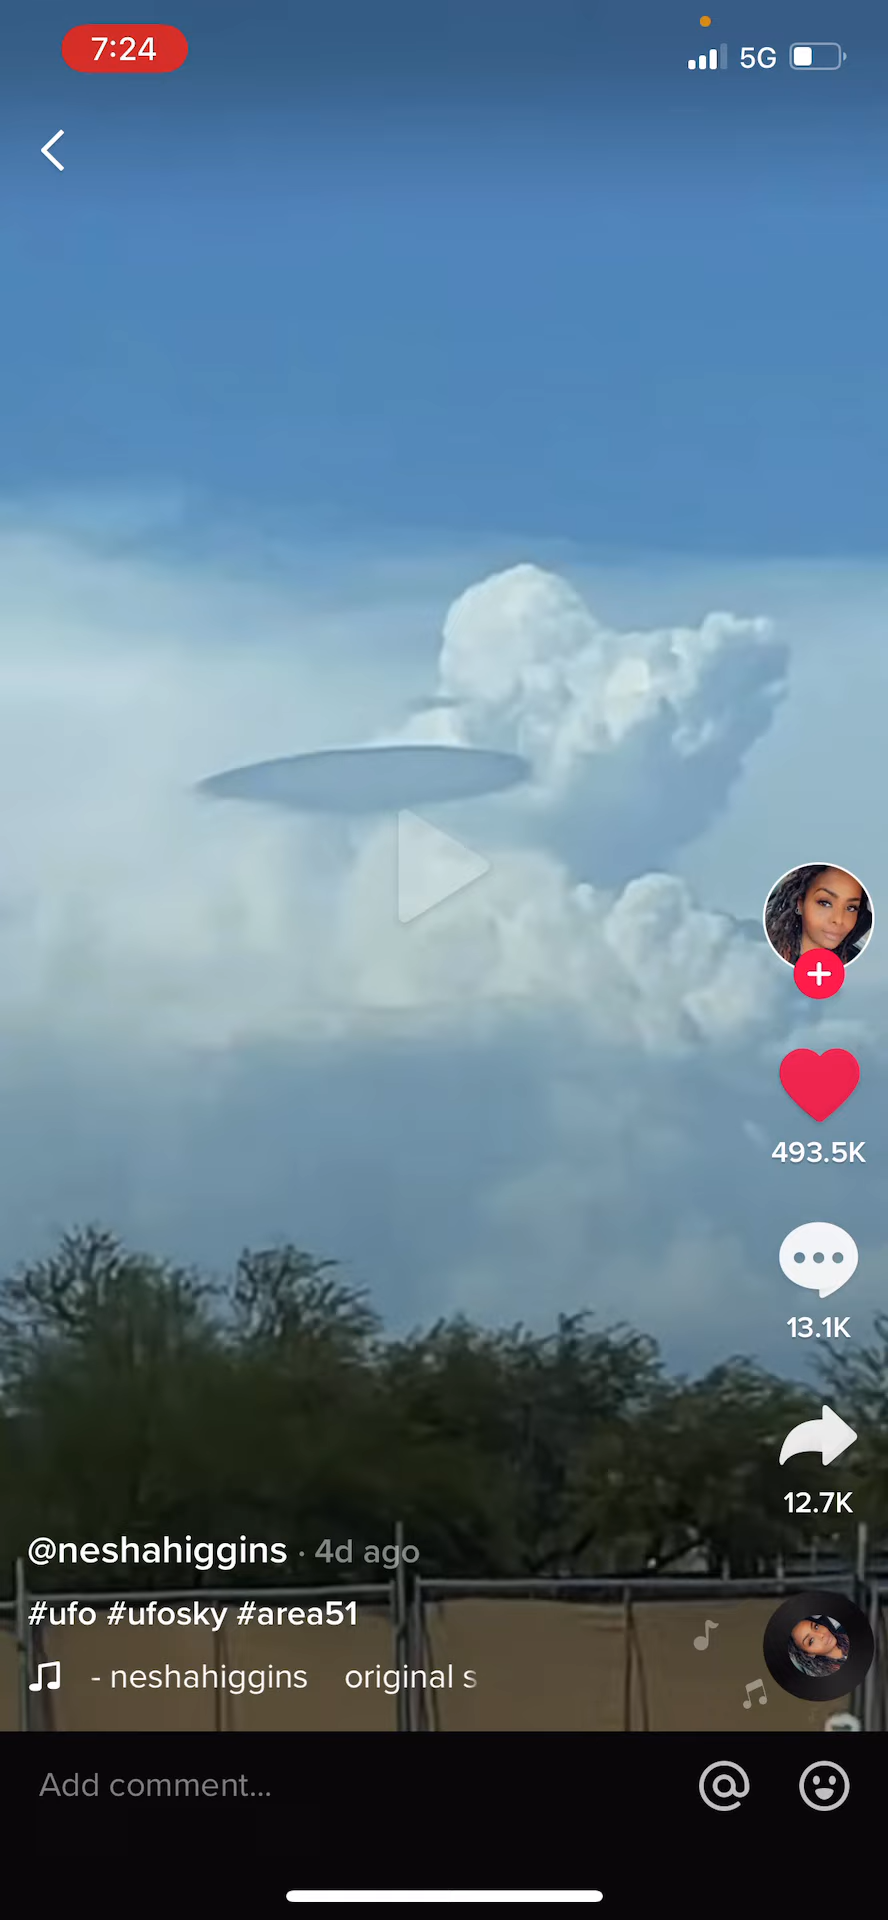 7:24
5G
493.5K
13.1K
12.7K
@neshahiggins · 4d ago
#ufo #ufosky #area51
- neshahiggins original s
Add comment...